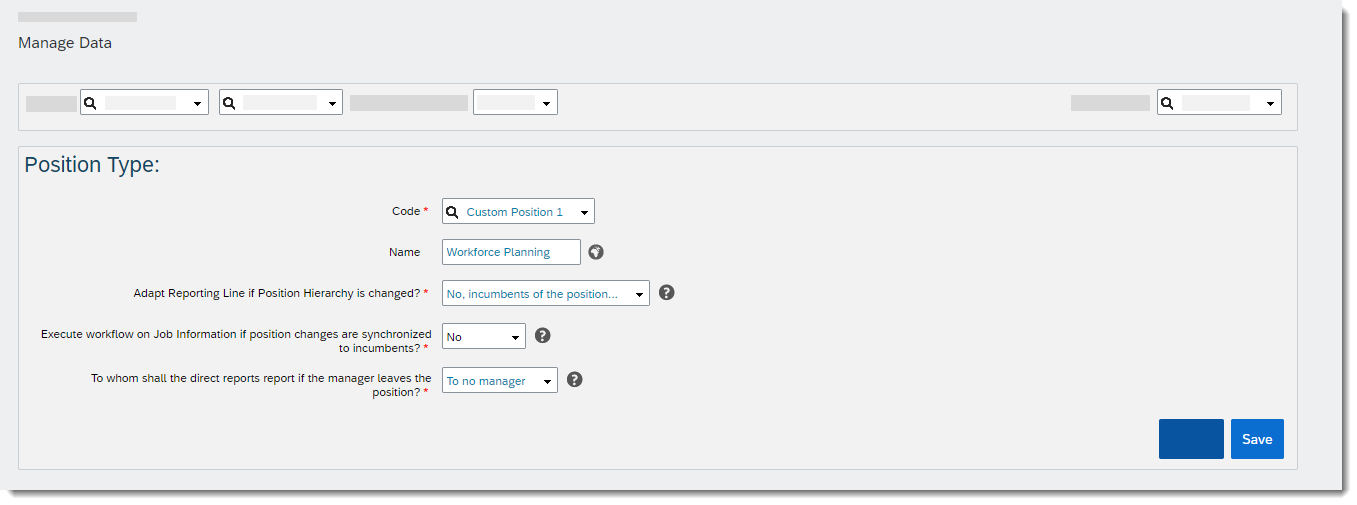 Manage Data
Position Type:
Code *
Custom Position 1
Name
Workforce Planning
Adapt Reporting Line if Position Hierarchy is changed? *
No, incumbents of the position...
?
Execute workflow on Job Information if position changes are synchronized
to incumbents? *
No
?
To whom shall the direct reports report if the manager leaves the
position? *
To no manager
?
Save